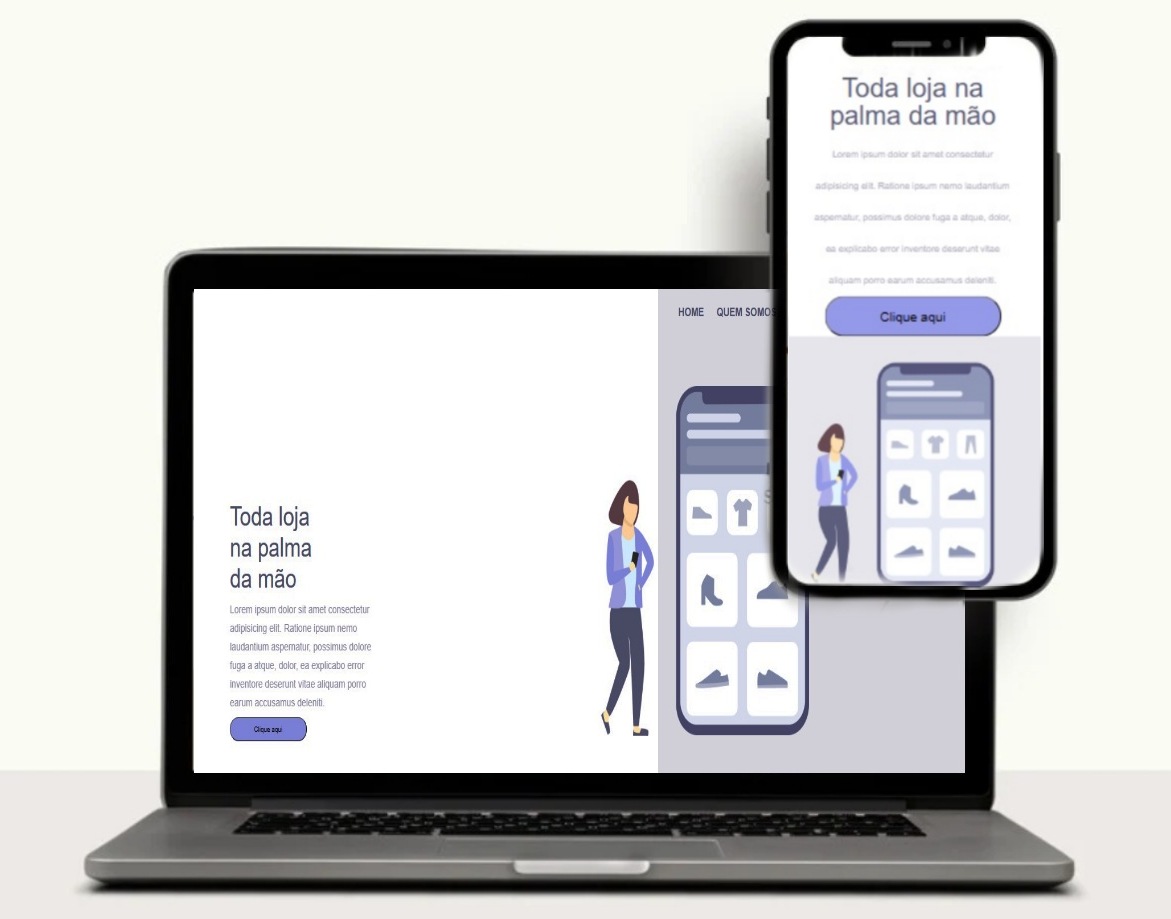 HOME QUEM SOMOS
Toda loja
na palma
da mão
Lorem ipsum dolor sit amet consectetur
adipisicing elit. Ratione ipsum nemo
laudantium aspernatur, possimus dolore
fuga a atque, dolor, ea explicabo error
inventore deserunt vitae aliquam porro
earum accusamus deleniti.
Clique aqui
Toda loja na
palma da mão
Lorem ipsum dolor sit amet consectetur
adipisicing elit. Ratione ipsum nemo laudantium
aspernatur, possimus dolore fuga a atque, dolor,
ea explicabo error inventore deserunt vitae
aliquam porro earum accusamus deleniti.
Clique aqui